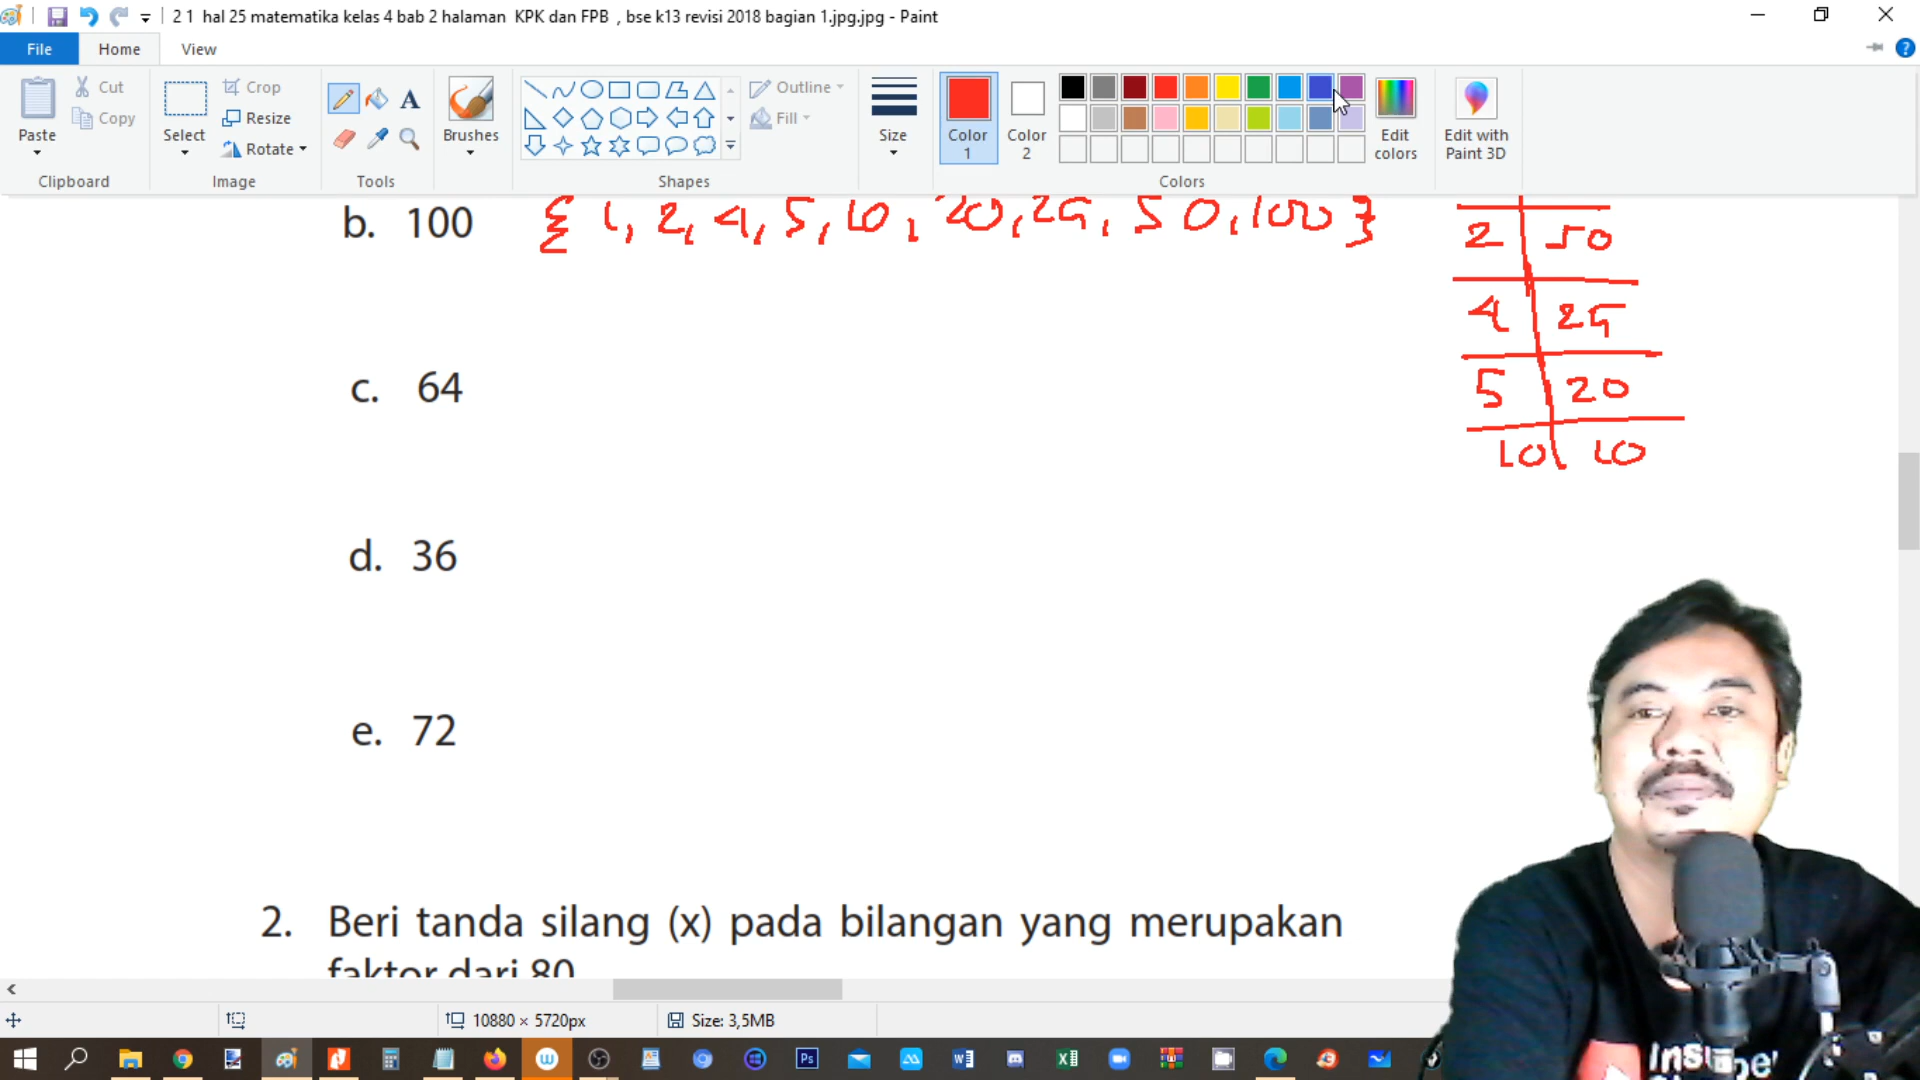 2 1 hal 25 matematika kelas 4 bab 2 halaman KPK dan FPB , bse k13 revisi 2018 bagian 1.jpg.jpg - Paint
File Home View
Paste
Cut
Copy
Clipboard
Select
Crop
Resize
Rotate
Image
Tools
Brushes
Shapes
Outline
Fill
Size
Color 1
Color 2
Colors
Edit colors
Edit with Paint 3D
b. 100 { 1, 2, 4, 5, 10, 20, 25, 50, 100 }
2 50
4 25
5 20
10 10
c. 64
d. 36
e. 72
2. Beri tanda silang (x) pada bilangan yang merupakan
faktor dari 80
10880 × 5720px
Size: 3,5MB